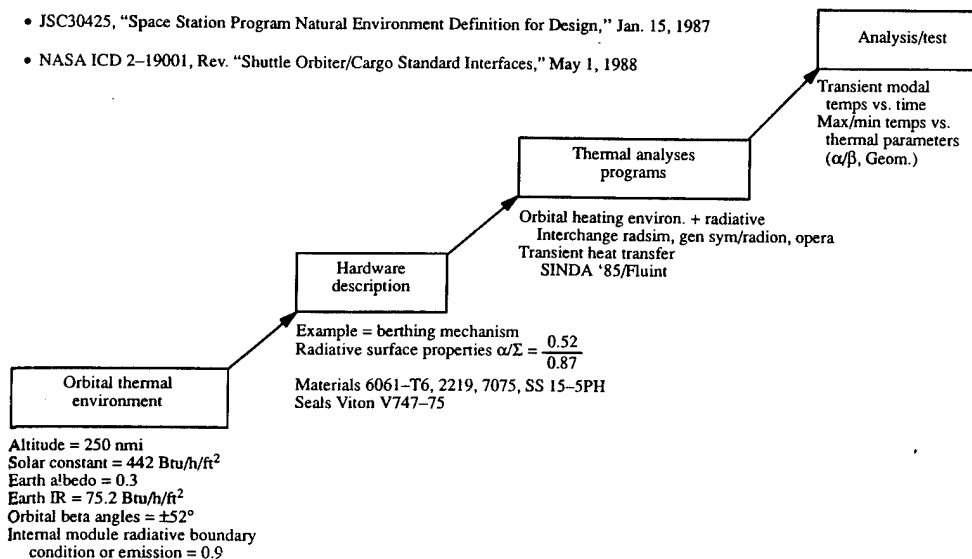 • JSC30425, “Space Station Program Natural Environment Definition for Design,” Jan. 15, 1987
• NASA ICD 2–19001, Rev. “Shuttle Orbiter/Cargo Standard Interfaces,” May 1, 1988
Analysis/test
Transient modal
temps vs. time
Max/min temps vs.
thermal parameters
(α/β, Geom.)
Thermal analyses
programs
Orbital heating environ. + radiative
Interchange radsim, gen sym/radion, opera
Transient heat transfer
SINDA ‘85/Fluint
Hardware
description
Example = berthing mechanism
Radiative surface properties α/Σ = 0.52
0.87
Materials 6061–T6, 2219, 7075, SS 15–5PH
Seals Viton V747–75
Orbital thermal
environment
Altitude = 250 nmi
Solar constant = 442 Btu/h/ft²
Earth albedo = 0.3
Earth IR = 75.2 Btu/h/ft²
Orbital beta angles = ±52°
Internal module radiative boundary
condition or emission = 0.9